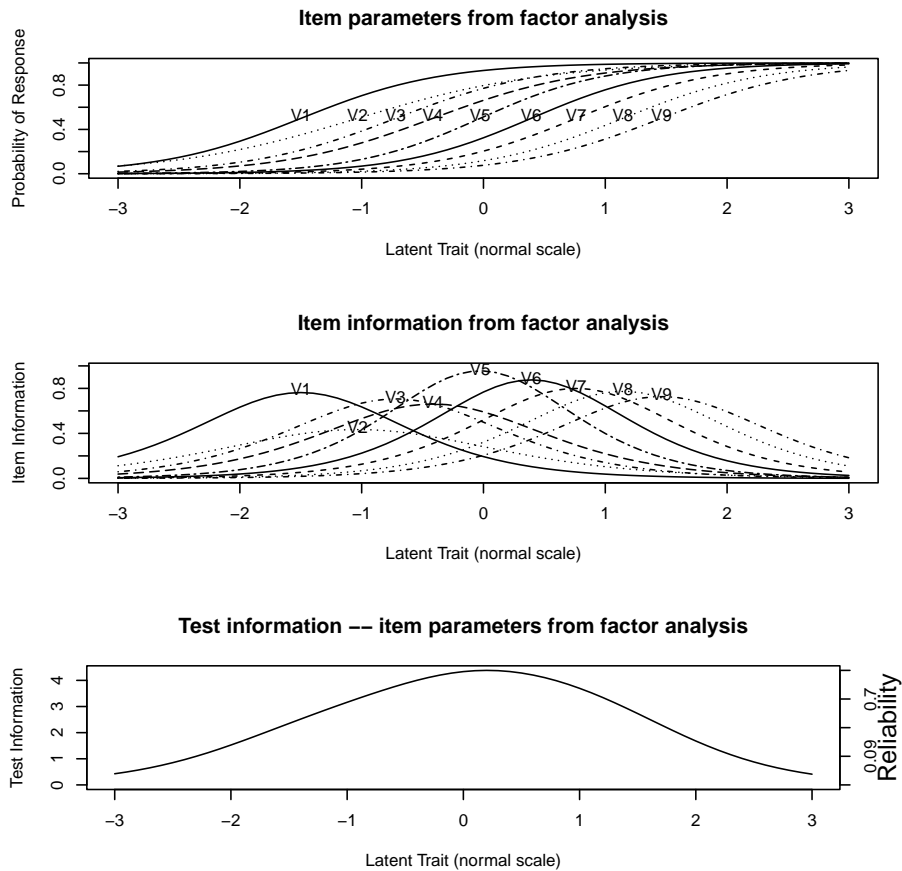 Item parameters from factor analysis
Probability of Response
0.0 0.4 0.8
V1 V2 V3 V4 V5 V6 V7 V8 V9
−3 −2 −1 0 1 2 3
Latent Trait (normal scale)
Item information from factor analysis
Item Information
0.0 0.4 0.8
V1 V2 V3 V4 V5 V6 V7 V8 V9
−3 −2 −1 0 1 2 3
Latent Trait (normal scale)
Test information −− item parameters from factor analysis
Test Information
0 1 2 3 4
0.09 0.7
Reliability
−3 −2 −1 0 1 2 3
Latent Trait (normal scale)